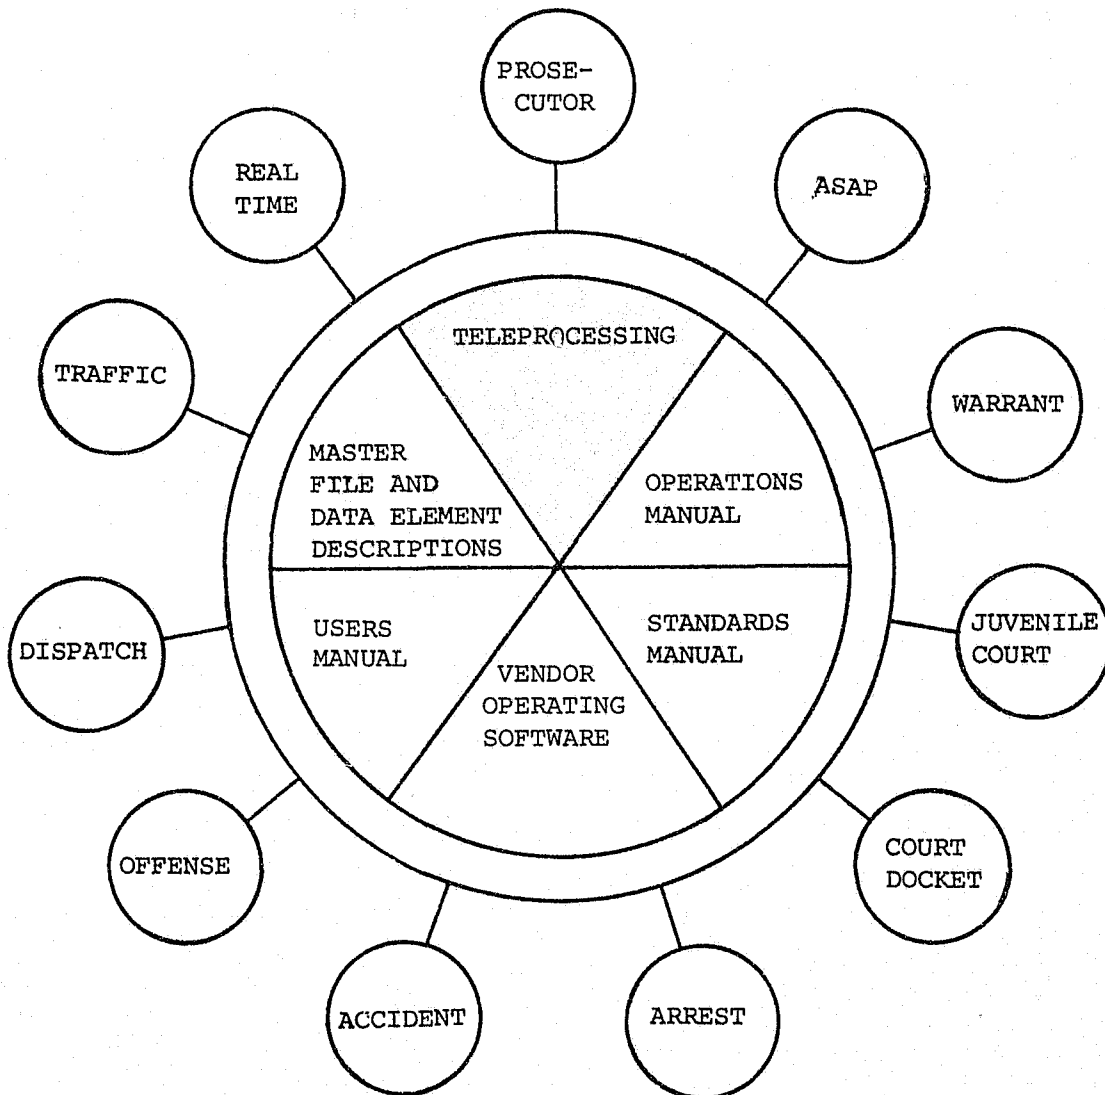 PROSE-
CUTOR
REAL
TIME
ASAP
TELEPROCESSING
TRAFFIC
WARRANT
MASTER
FILE AND
DATA ELEMENT
DESCRIPTIONS
OPERATIONS
MANUAL
DISPATCH
USERS
MANUAL
STANDARDS
MANUAL
JUVENILE
COURT
VENDOR
OPERATING
SOFTWARE
OFFENSE
COURT
DOCKET
ACCIDENT
ARREST